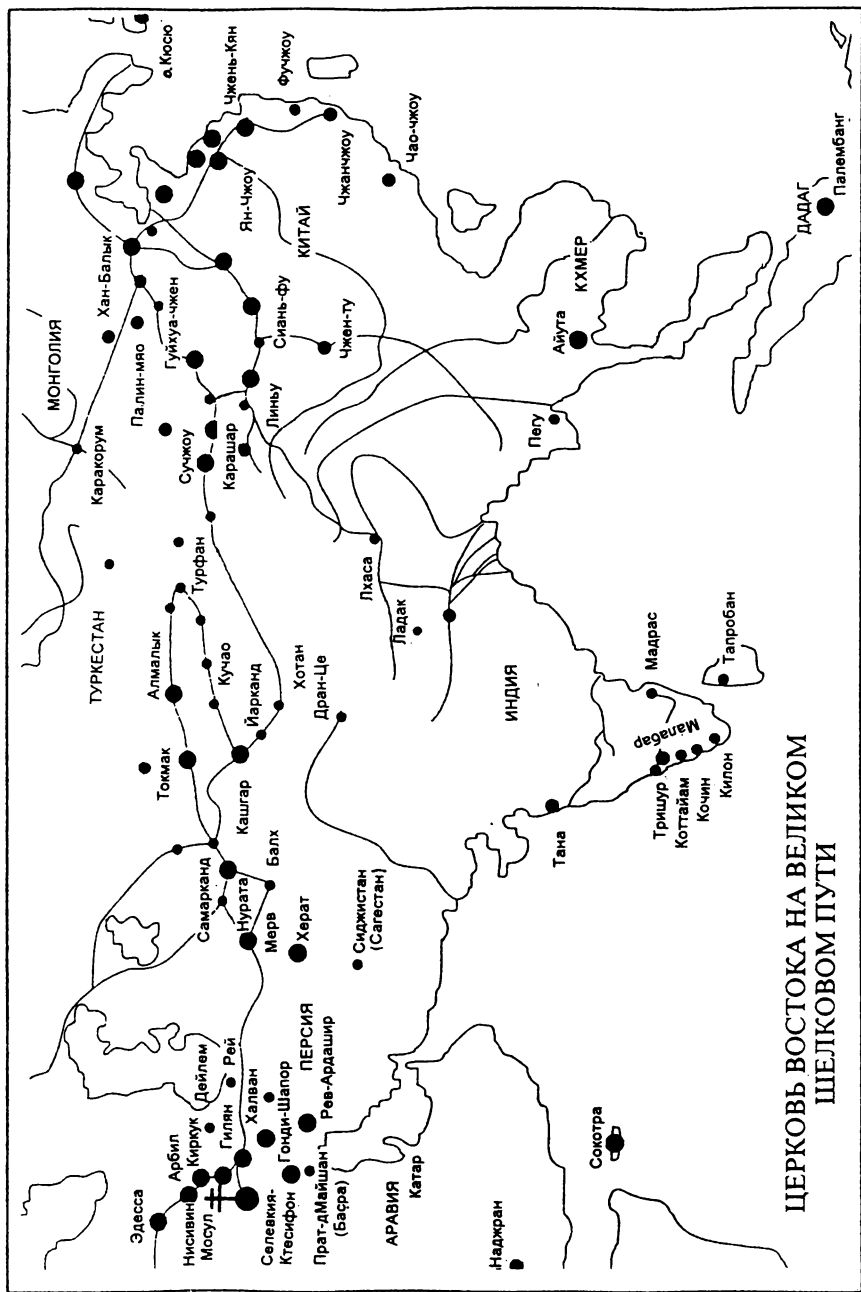 Эдесса
Нисивин
Мосул
Арбил
Киркук
Гилян
Дейлем
Рей
Халван
Селевкия-
Ктесифон
Гонди-Шапор
Прат-дМайшан
(Басра)
ПЕРСИЯ
Рев-Ардашир
АРАВИЯ
Катар
Наджран
Сокотра
Самарканд
Нурата
Мерв
Балх
Херат
Сиджистан
(Сагестан)
ТУРКЕСТАН
Токмак
Алмалык
Кашгар
Турфан
Кучао
Йарканд
Хотан
Дран-Це
Ладак
Лхаса
ИНДИЯ
Тана
Мадрас
Малабар
Тришур
Коттайам
Кочин
Килон
Тапробан
МОНГОЛИЯ
Каракорум
Хан-Балык
Палин-мяо
Гуйхуа-чжен
Сучжоу
Карашар
Линьу
Сиань-фу
Чжен-ту
КИТАЙ
Ян-Чжоу
Чжень-Кян
о. Кюсю
Фучжоу
Чжанчжоу
Чао-чжоу
Пегу
Айута
КХМЕР
ДАДАГ
Палембанг
ЦЕРКОВЬ ВОСТОКА НА ВЕЛИКОМ
ШЕЛКОВОМ ПУТИ